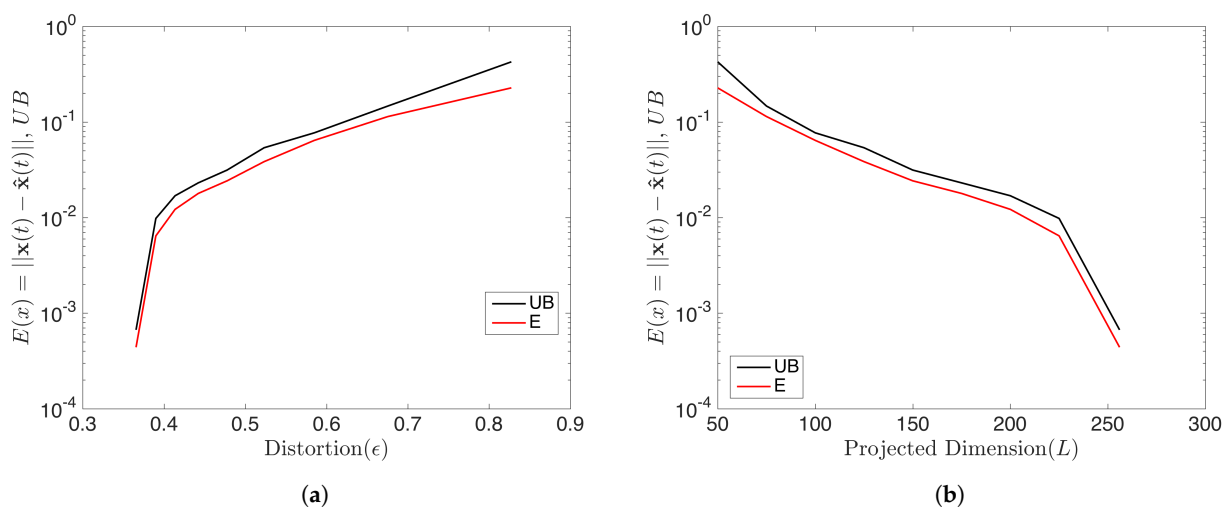 10^0
10^-1
10^-2
10^-3
10^-4
E(x) = ||x(t) − x̂(t)||, UB
UB
E
0.3 0.4 0.5 0.6 0.7 0.8 0.9
Distortion(ϵ)
(a)
10^0
10^-1
10^-2
10^-3
10^-4
E(x) = ||x(t) − x̂(t)||, UB
UB
E
50 100 150 200 250 300
Projected Dimension(L)
(b)